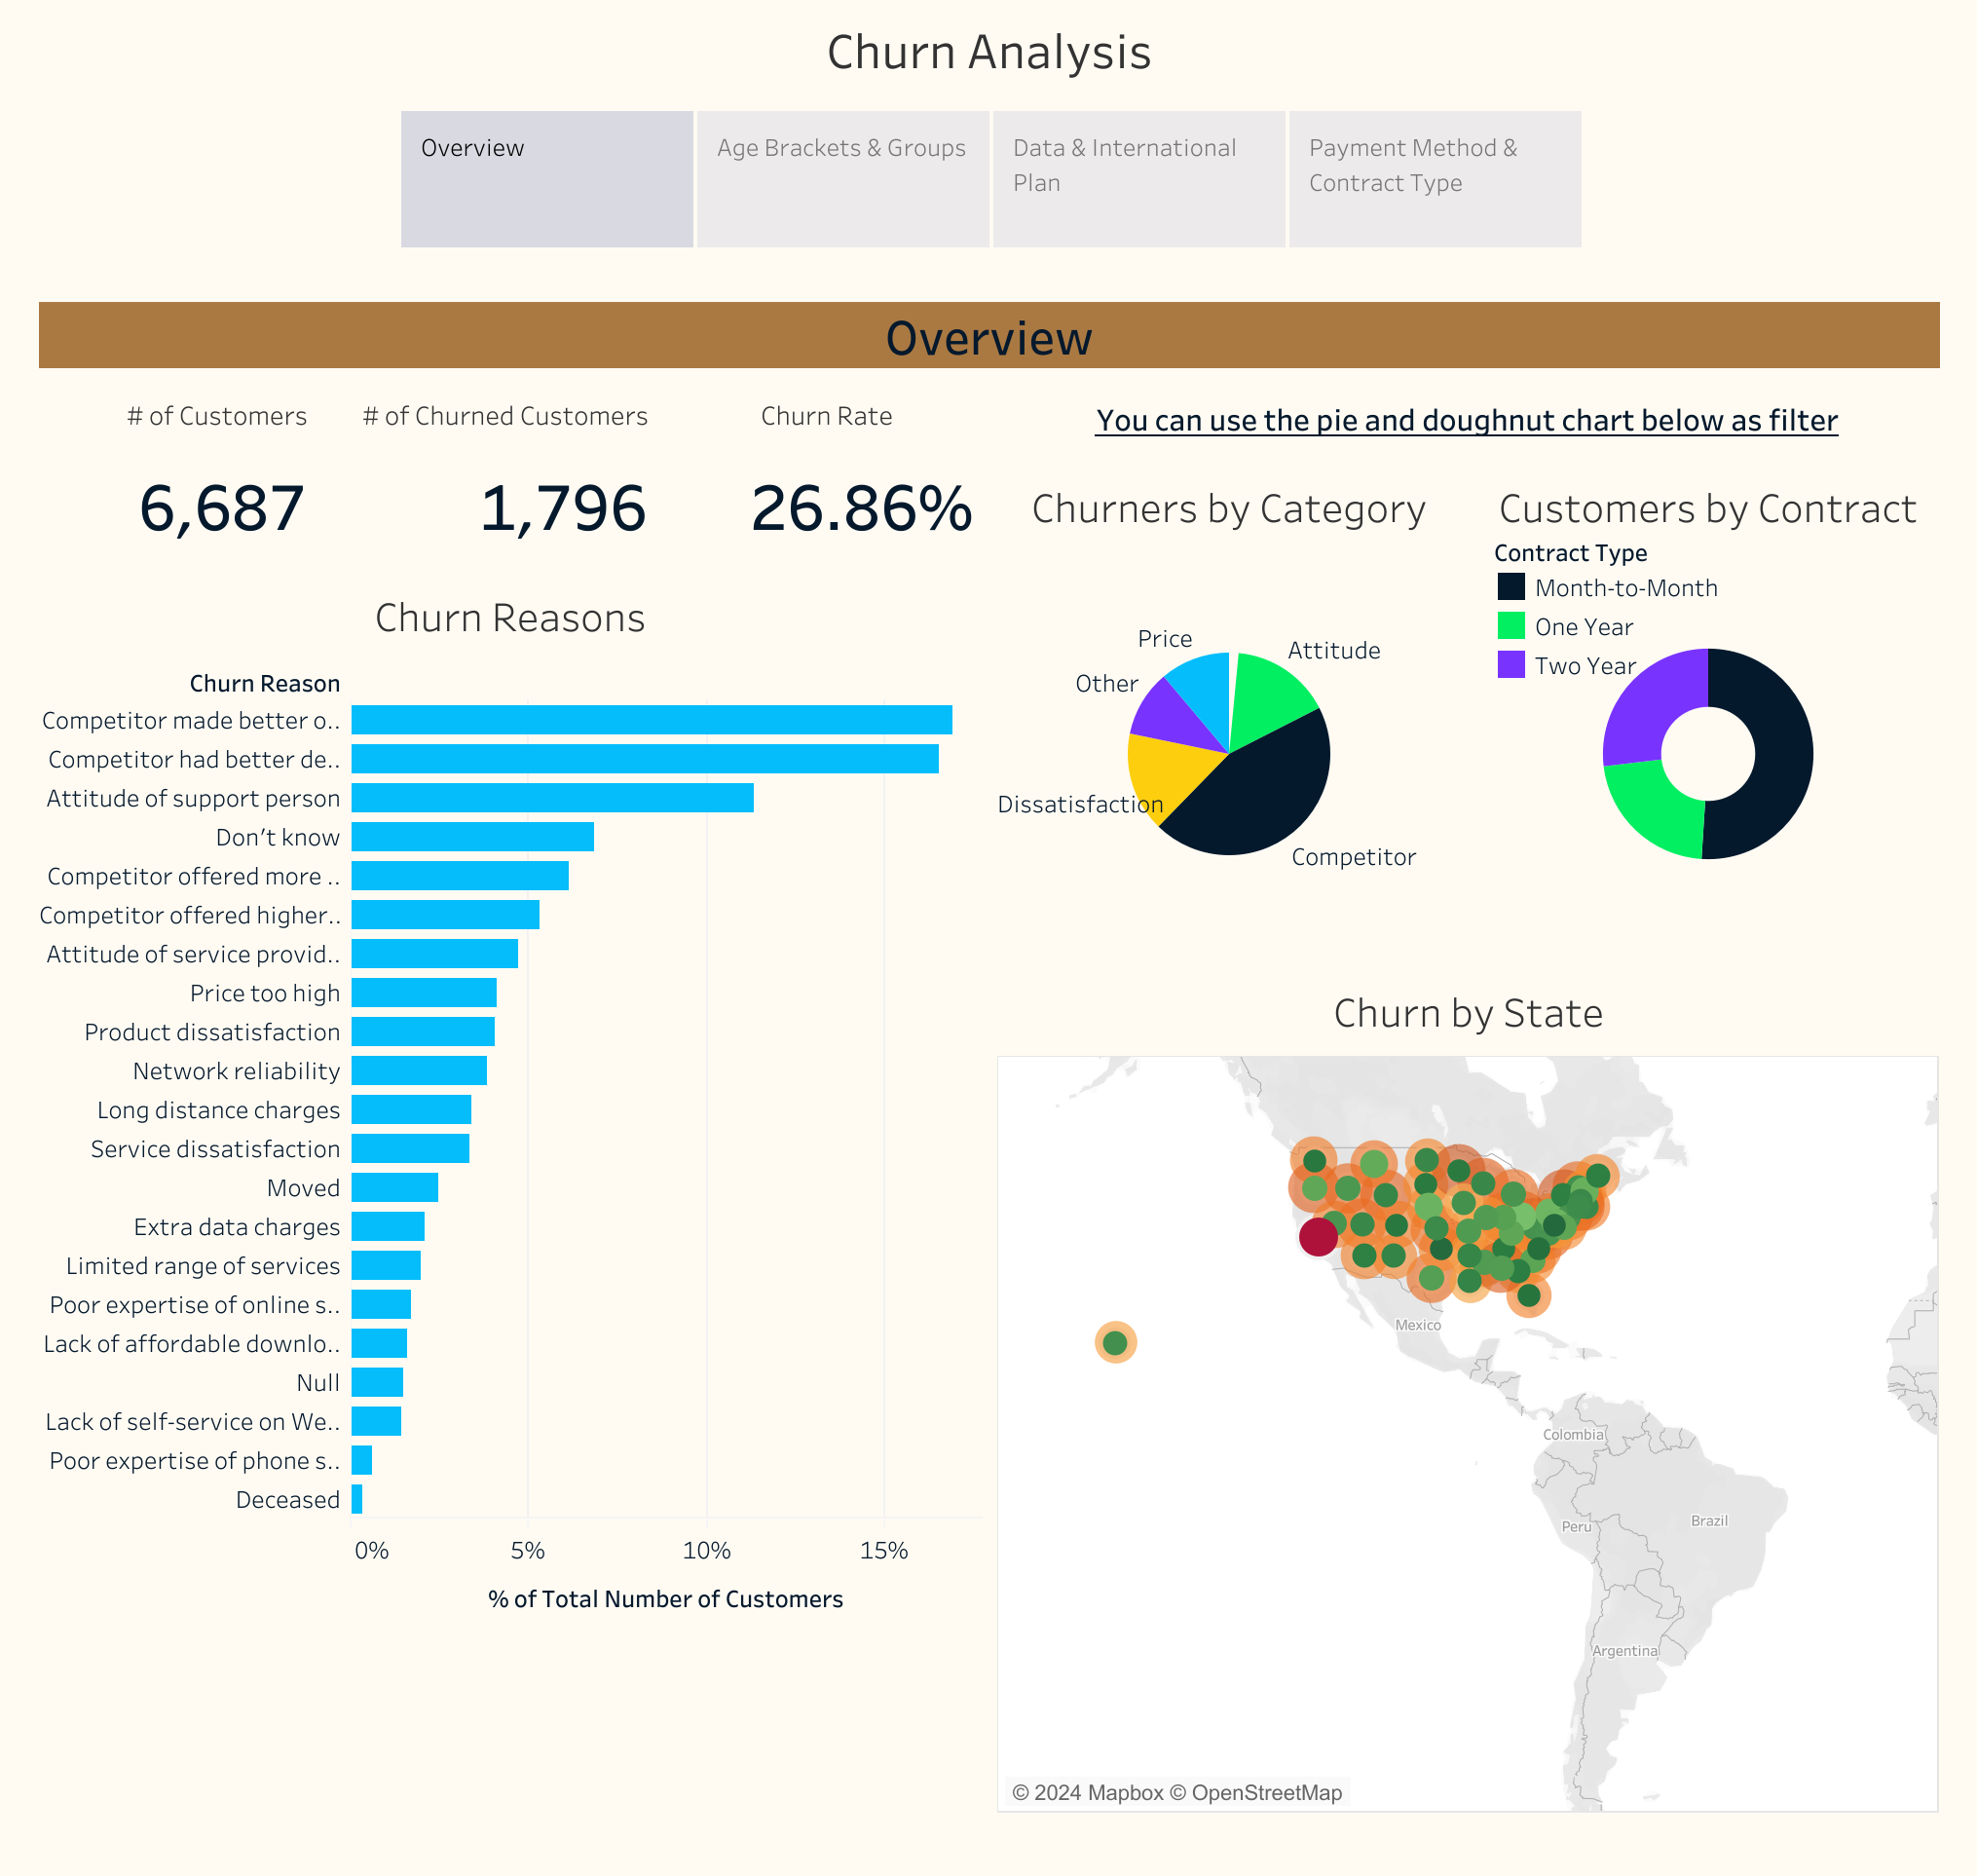 Churn Analysis
Overview
Age Brackets & Groups
Data & International
Plan
Payment Method &
Contract Type
Overview
# of Customers
6,687
# of Churned Customers
1,796
Churn Rate
26.86%
You can use the pie and doughnut chart below as filter
Churn Reasons
Churn Reason
Competitor made better o..
Competitor had better de..
Attitude of support person
Don’t know
Competitor offered more ..
Competitor offered higher..
Attitude of service provid..
Price too high
Product dissatisfaction
Network reliability
Long distance charges
Service dissatisfaction
Moved
Extra data charges
Limited range of services
Poor expertise of online s..
Lack of affordable downlo..
Null
Lack of self-service on We..
Poor expertise of phone s..
Deceased
0%
5%
10%
15%
% of Total Number of Customers
Churners by Category
Price
Attitude
Other
Dissatisfaction
Competitor
Customers by Contract
Contract Type
Month-to-Month
One Year
Two Year
Churn by State
Mexico
Colombia
Peru
Brazil
Argentina
© 2024 Mapbox © OpenStreetMap